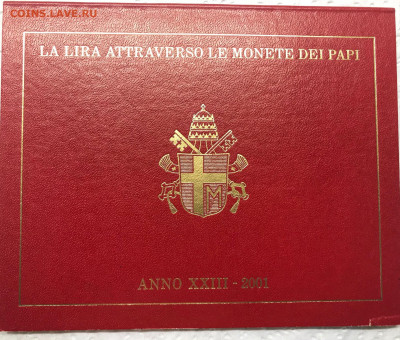 COINS.LAVE.RU
LA LIRA ATTRAVERSO LE MONETE DEI PAPI
M
ANNO XXIII - 2001